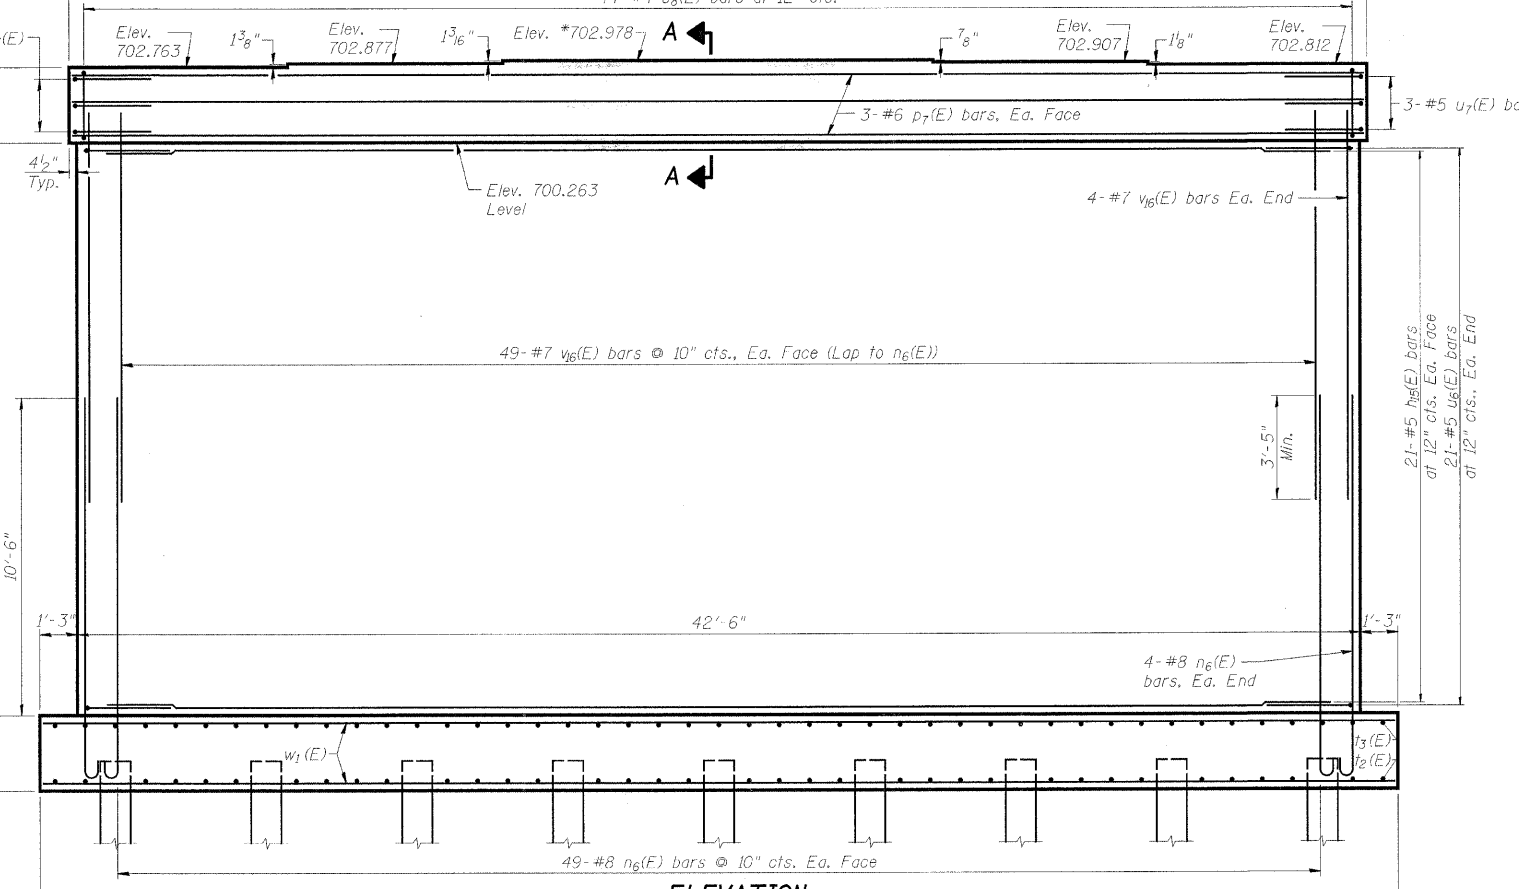 bars at 12" cts.
(E)
Elev.
702.763
1 3/8"
Elev.
702.877
1 3/16"
Elev. *702.978
A
7/8"
Elev.
702.907
1 1/8"
Elev.
702.812
3-#6 p7(E) bars, Ea. Face
3-#5 u7(E)
4 1/2"
Typ.
A
Elev. 700.263
Level
4-#7 v16(E) bars Ea. End
49-#7 v16(E) bars @ 10" cts., Ea. Face (Lap to n6(E))
21-#5 h15(E) bars
at 12" cts. Ea. Face
21-#5 u6(E) bars
at 12" cts., Ea. End
3'-5"
Min.
10'-6"
1'-3"
42'-6"
1'-3"
4-#8 n6(E)
bars, Ea. End
w1(E)
t3(E)
t2(E)
49-#8 n6(E) bars @ 10" cts. Ea. Face
ELEVATION